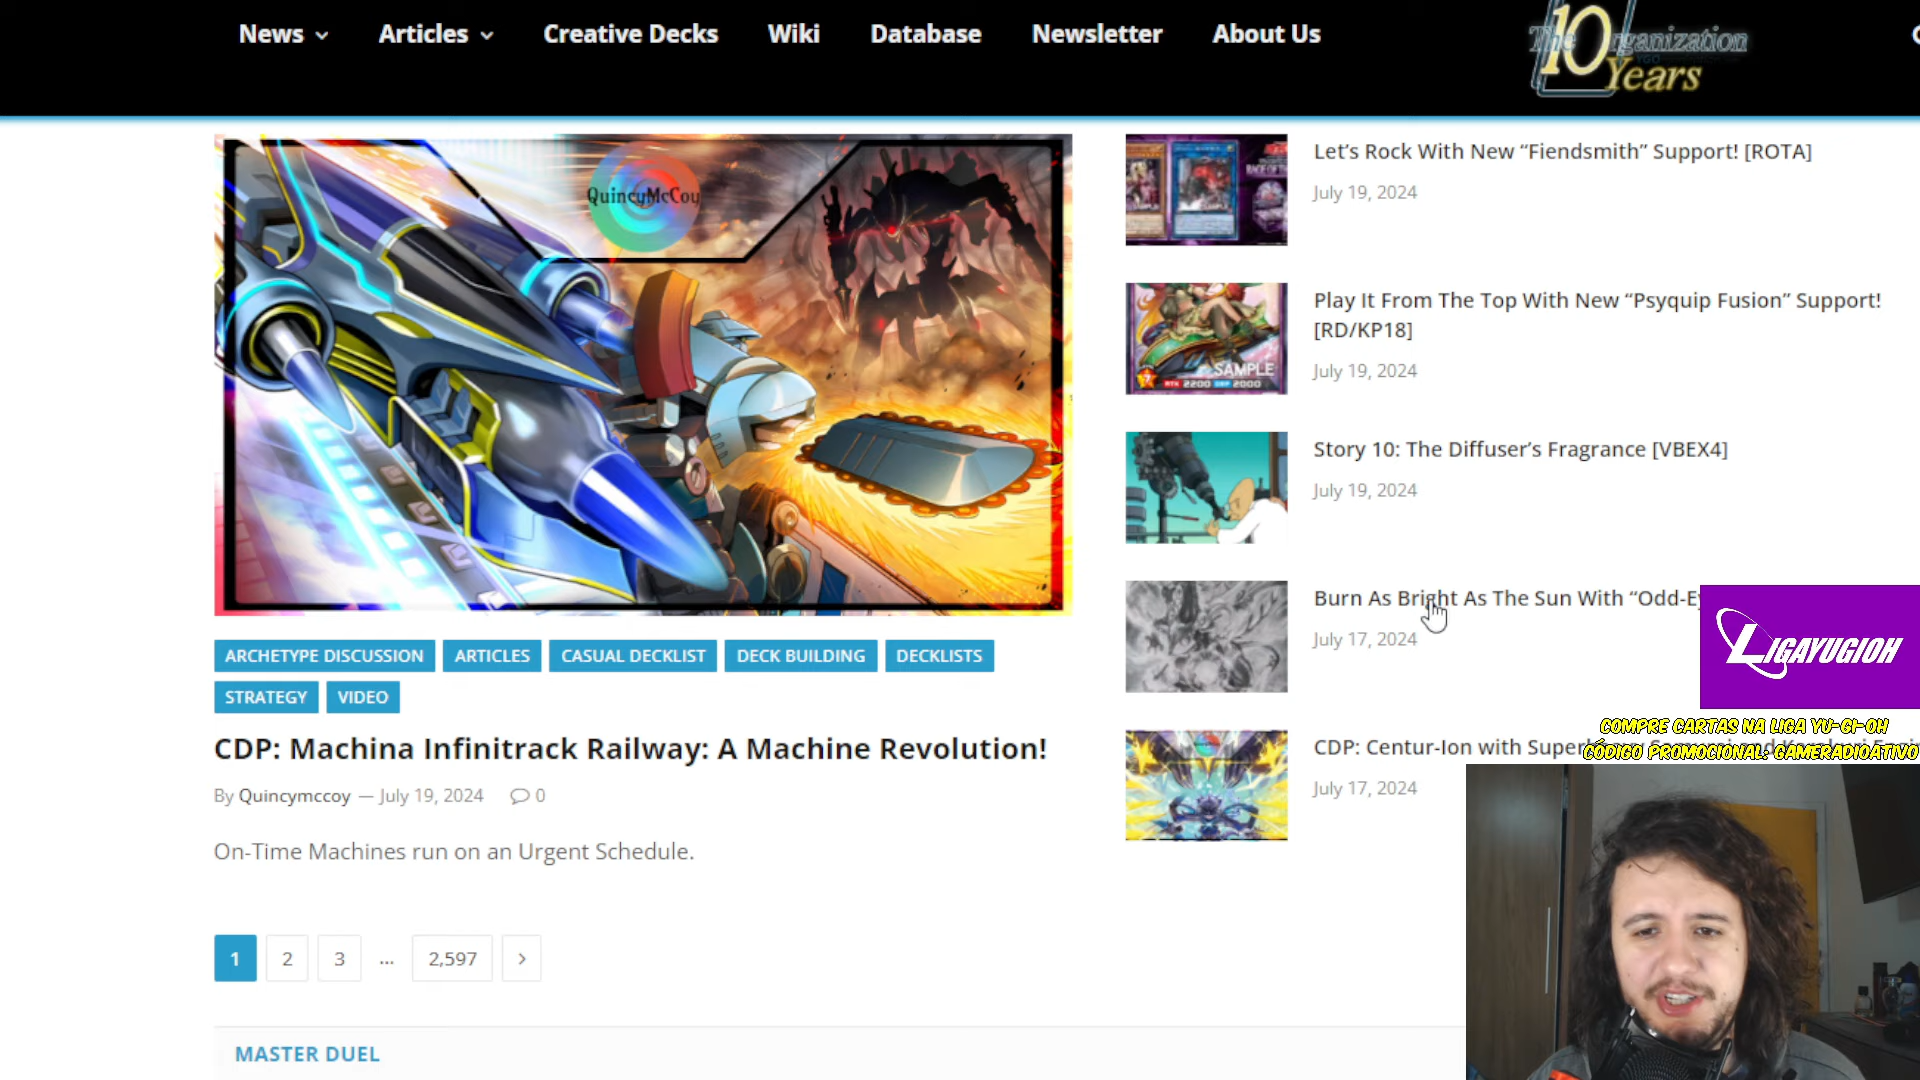 News
Articles
Creative Decks
Wiki
Database
Newsletter
About Us
The Organization
10 Years
QuincyMcCoy
Let's Rock With New “Fiendsmith” Support! [ROTA]
July 19, 2024
Play It From The Top With New “Psyquip Fusion” Support!
[RD/KP18]
July 19, 2024
SAMPLE
Story 10: The Diffuser's Fragrance [VBEX4]
July 19, 2024
Burn As Bright As The Sun With
July 17, 2024
LIGAYUGIOH
COMPRE CARTAS NA LIGA YU-GI-OH
CÓDIGO PROMOCIONAL: GAMERADIOATIVO
CDP: Centur-Ion with
July 17, 2024
ARCHETYPE DISCUSSION
ARTICLES
CASUAL DECKLIST
DECK BUILDING
DECKLISTS
STRATEGY
VIDEO
CDP: Machina Infinitrack Railway: A Machine Revolution!
By Quincymccoy — July 19, 2024 0
On-Time Machines run on an Urgent Schedule.
1 2 3 ... 2,597 >
MASTER DUEL